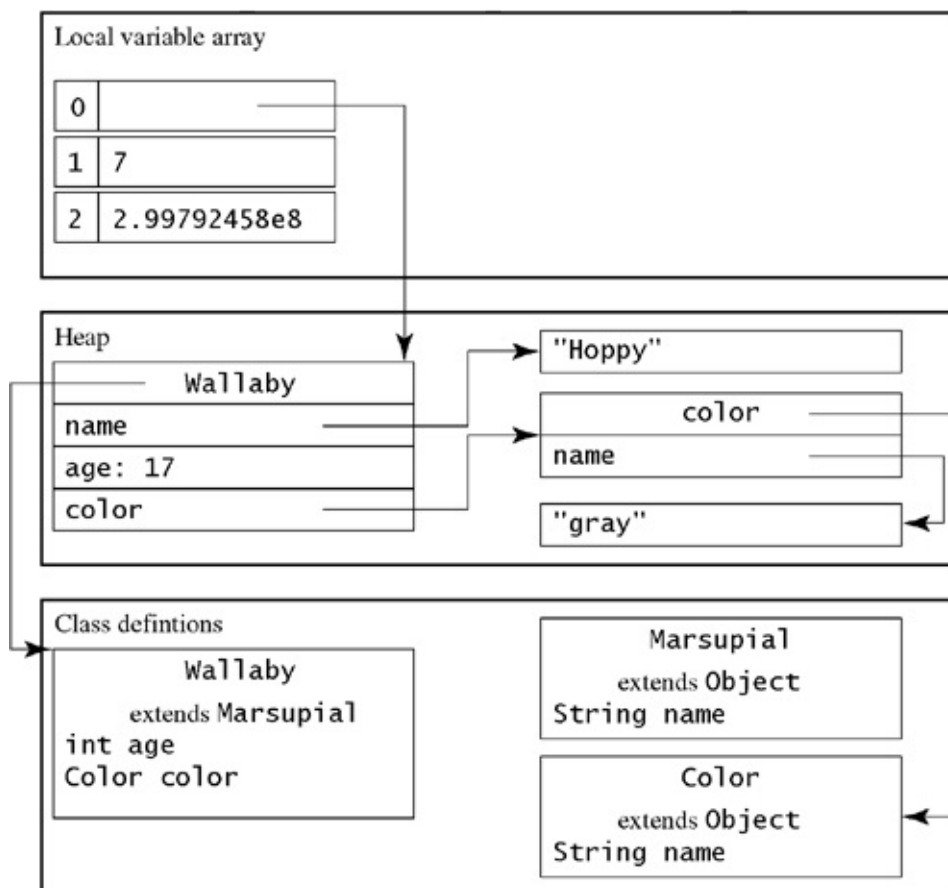 Local variable array
0
1 7
2 2.99792458e8
Heap
Wallaby
name
age: 17
color
"Hoppy"
color
name
"gray"
Class defintions
Wallaby
extends Marsupial
int age
Color color
Marsupial
extends Object
String name
Color
extends Object
String name